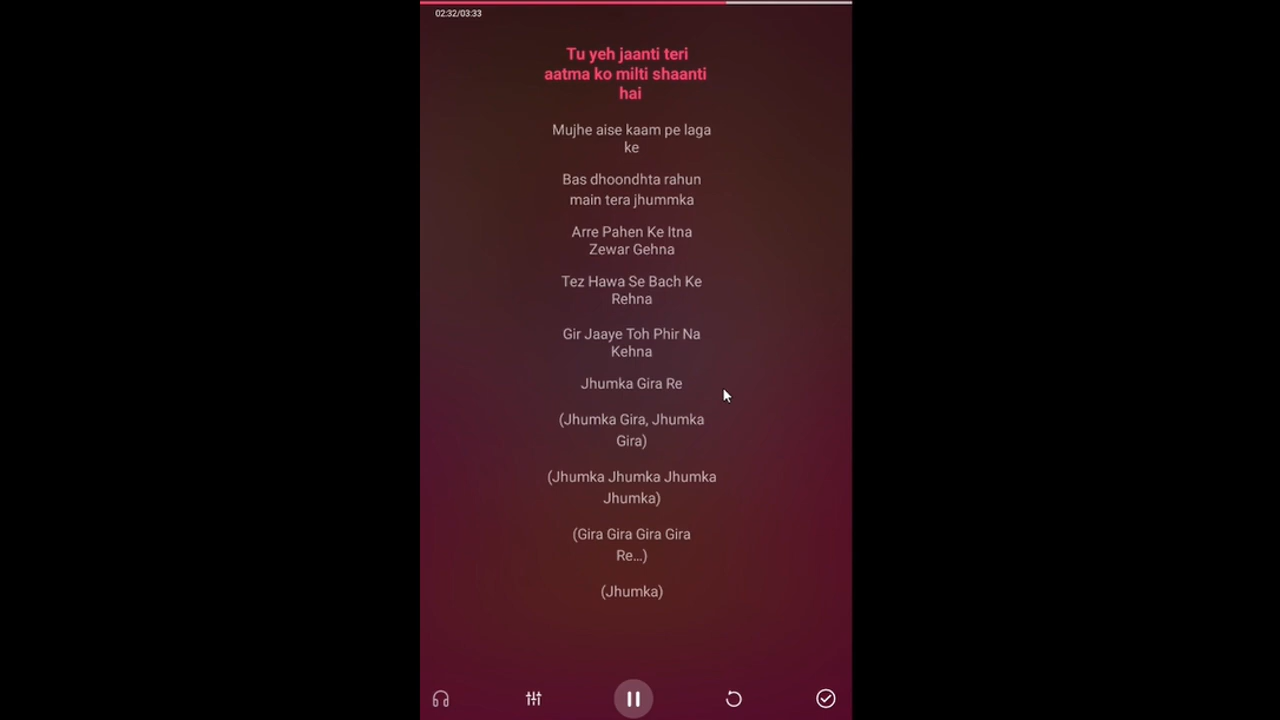 02:32/03:33
Tu yeh jaanti teri
aatma ko milti shaanti
hai
Mujhe aise kaam pe laga
ke
Bas dhoondhta rahun
main tera jhummka
Arre Pahen Ke Itna
Zewar Gehna
Tez Hawa Se Bach Ke
Rehna
Gir Jaaye Toh Phir Na
Kehna
Jhumka Gira Re
(Jhumka Gira, Jhumka
Gira)
(Jhumka Jhumka Jhumka
Jhumka)
(Gira Gira Gira Gira
Re...)
(Jhumka)